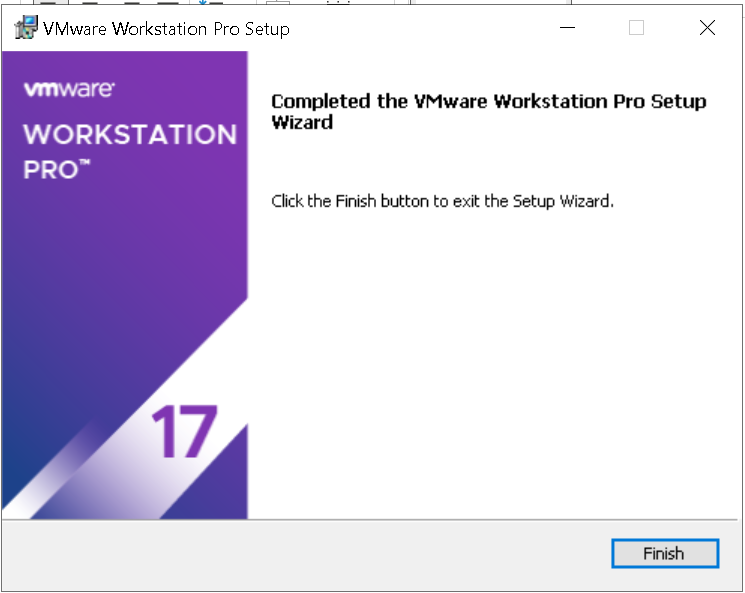 VMware Workstation Pro Setup
vmware®
WORKSTATION
PRO™
Completed the VMware Workstation Pro Setup
Wizard
Click the Finish button to exit the Setup Wizard.
17
Finish